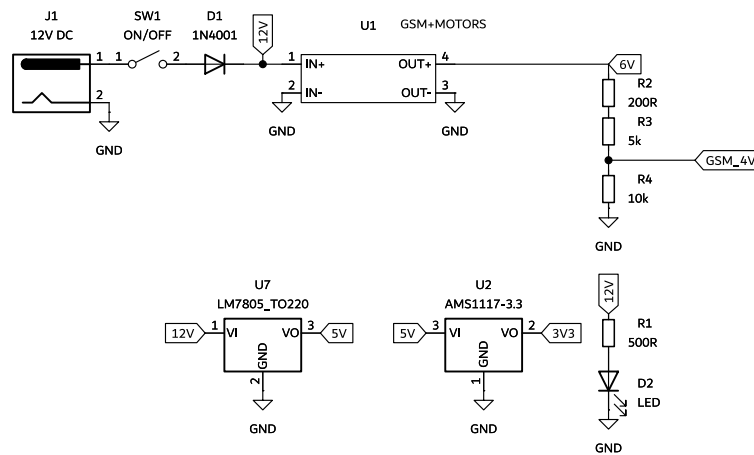 J1
12V DC
1
2
GND
SW1
ON/OFF
1
2
D1
1N4001
12V
U1
GSM+MOTORS
1
IN+
2
IN-
OUT+
4
OUT-
3
GND
GND
6V
R2
200R
R3
5k
GSM_4V
R4
10k
GND
U7
LM7805_TO220
12V
1
VI
VO
3
5V
GND
2
GND
U2
AMS1117-3.3
5V
3
VI
VO
2
3V3
GND
1
GND
12V
R1
500R
D2
LED
GND